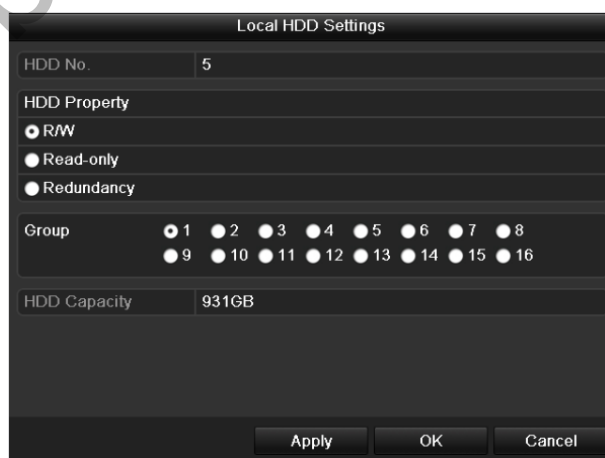 Local HDD Settings
HDD No. 5
HDD Property
R/W
Read-only
Redundancy
Group 1 2 3 4 5 6 7 8
9 10 11 12 13 14 15 16
HDD Capacity 931GB
Apply OK Cancel